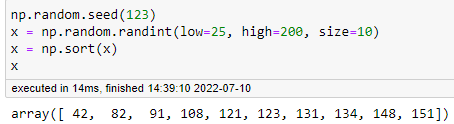 np.random.seed(123)
x = np.random.randint(low=25, high=200, size=10)
x = np.sort(x)
x
executed in 14ms, finished 14:39:10 2022-07-10
array([ 42,  82,  91, 108, 121, 123, 131, 134, 148, 151])